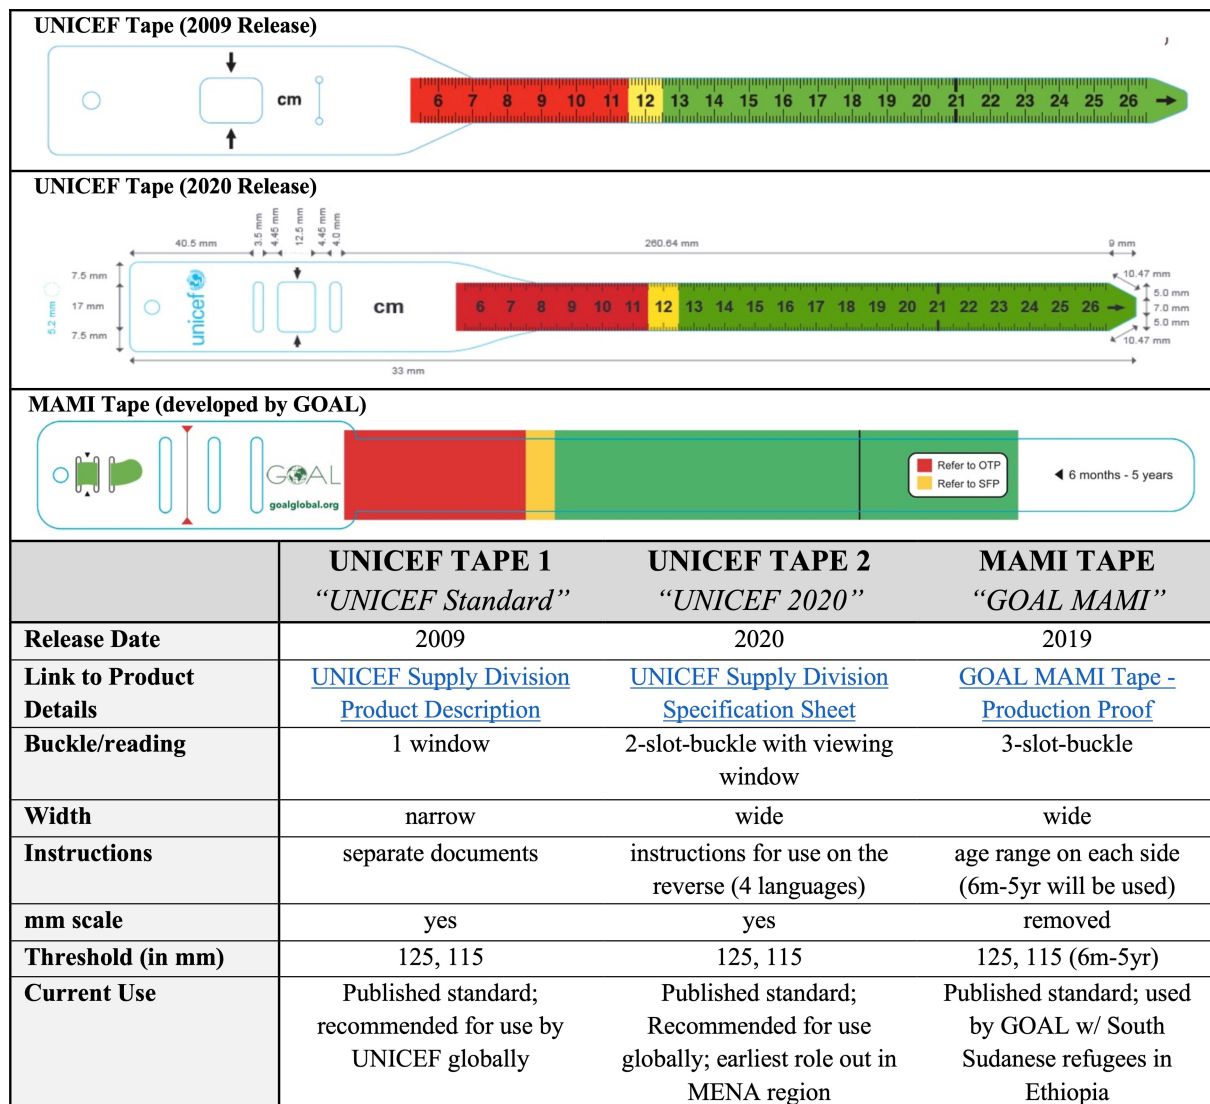 UNICEF Tape (2009 Release)
cm
6 7 8 9 10 11 12 13 14 15 16 17 18 19 20 21 22 23 24 25 26
UNICEF Tape (2020 Release)
40.5 mm
3.5 mm
4.45 mm
12.5 mm
4.45 mm
4.0 mm
260.64 mm
9 mm
7.5 mm
17 mm
7.5 mm
5.2 mm
unicef
cm
6 7 8 9 10 11 12 13 14 15 16 17 18 19 20 21 22 23 24 25 26
10.47 mm
5.0 mm
7.0 mm
5.0 mm
10.47 mm
33 mm
MAMI Tape (developed by GOAL)
GOAL
goalglobal.org
Refer to OTP
Refer to SFP
6 months - 5 years
UNICEF TAPE 1 UNICEF TAPE 2 MAMI TAPE
“UNICEF Standard” “UNICEF 2020” “GOAL MAMI”
Release Date 2009 2020 2019
Link to Product UNICEF Supply Division UNICEF Supply Division GOAL MAMI Tape -
Details Product Description Specification Sheet Production Proof
Buckle/reading 1 window 2-slot-buckle with viewing 3-slot-buckle
window
Width narrow wide wide
Instructions separate documents instructions for use on the age range on each side
reverse (4 languages) (6m-5yr will be used)
mm scale yes yes removed
Threshold (in mm) 125, 115 125, 115 125, 115 (6m-5yr)
Current Use Published standard; Published standard; Published standard; used
recommended for use by Recommended for use by GOAL w/ South
UNICEF globally globally; earliest role out in Sudanese refugees in
MENA region Ethiopia